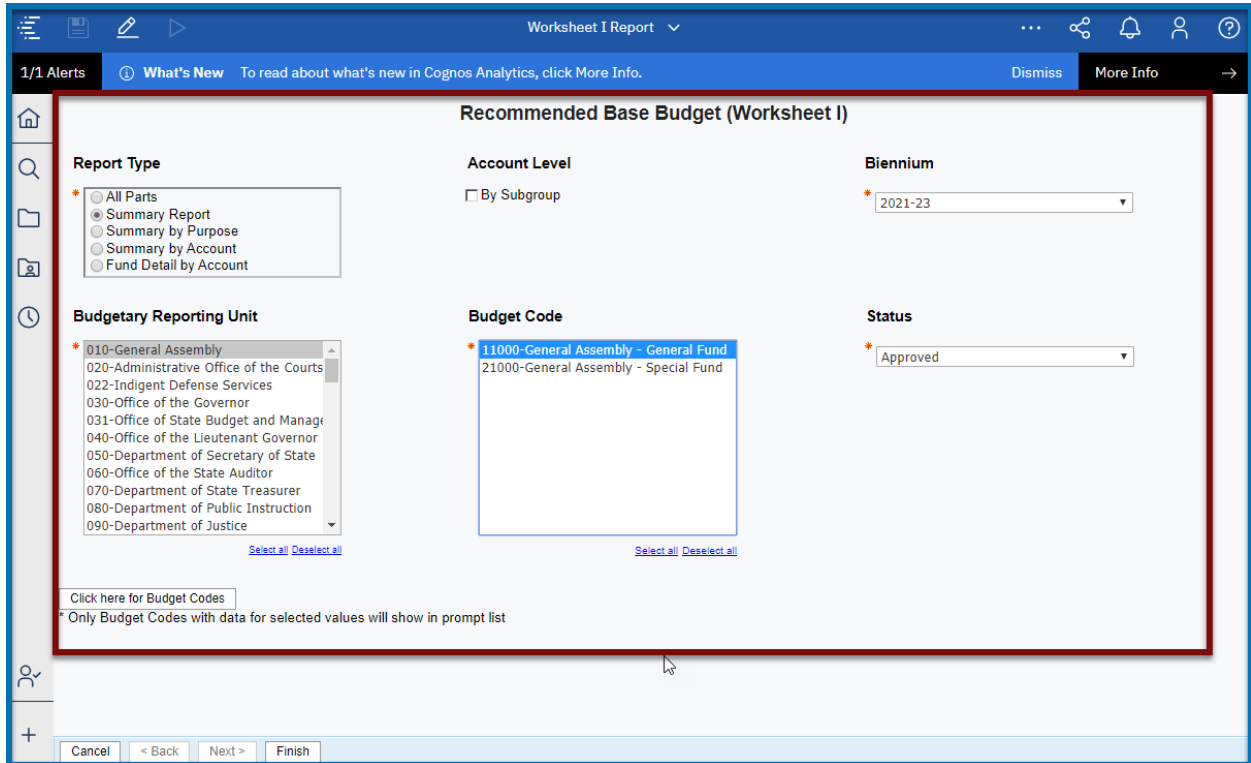 Worksheet I Report
1/1 Alerts
What's New To read about what's new in Cognos Analytics, click More Info.
Dismiss
More Info
Recommended Base Budget (Worksheet I)
Report Type
Account Level
Biennium
* All Parts
Summary Report
Summary by Purpose
Summary by Account
Fund Detail by Account
By Subgroup
* 2021-23
Budgetary Reporting Unit
Budget Code
Status
* 010-General Assembly
020-Administrative Office of the Courts
022-Indigent Defense Services
030-Office of the Governor
031-Office of State Budget and Manage
040-Office of the Lieutenant Governor
050-Department of Secretary of State
060-Office of the State Auditor
070-Department of State Treasurer
080-Department of Public Instruction
090-Department of Justice
Select all Deselect all
* 11000-General Assembly - General Fund
21000-General Assembly - Special Fund
Select all Deselect all
* Approved
Click here for Budget Codes
* Only Budget Codes with data for selected values will show in prompt list
Cancel
< Back
Next >
Finish